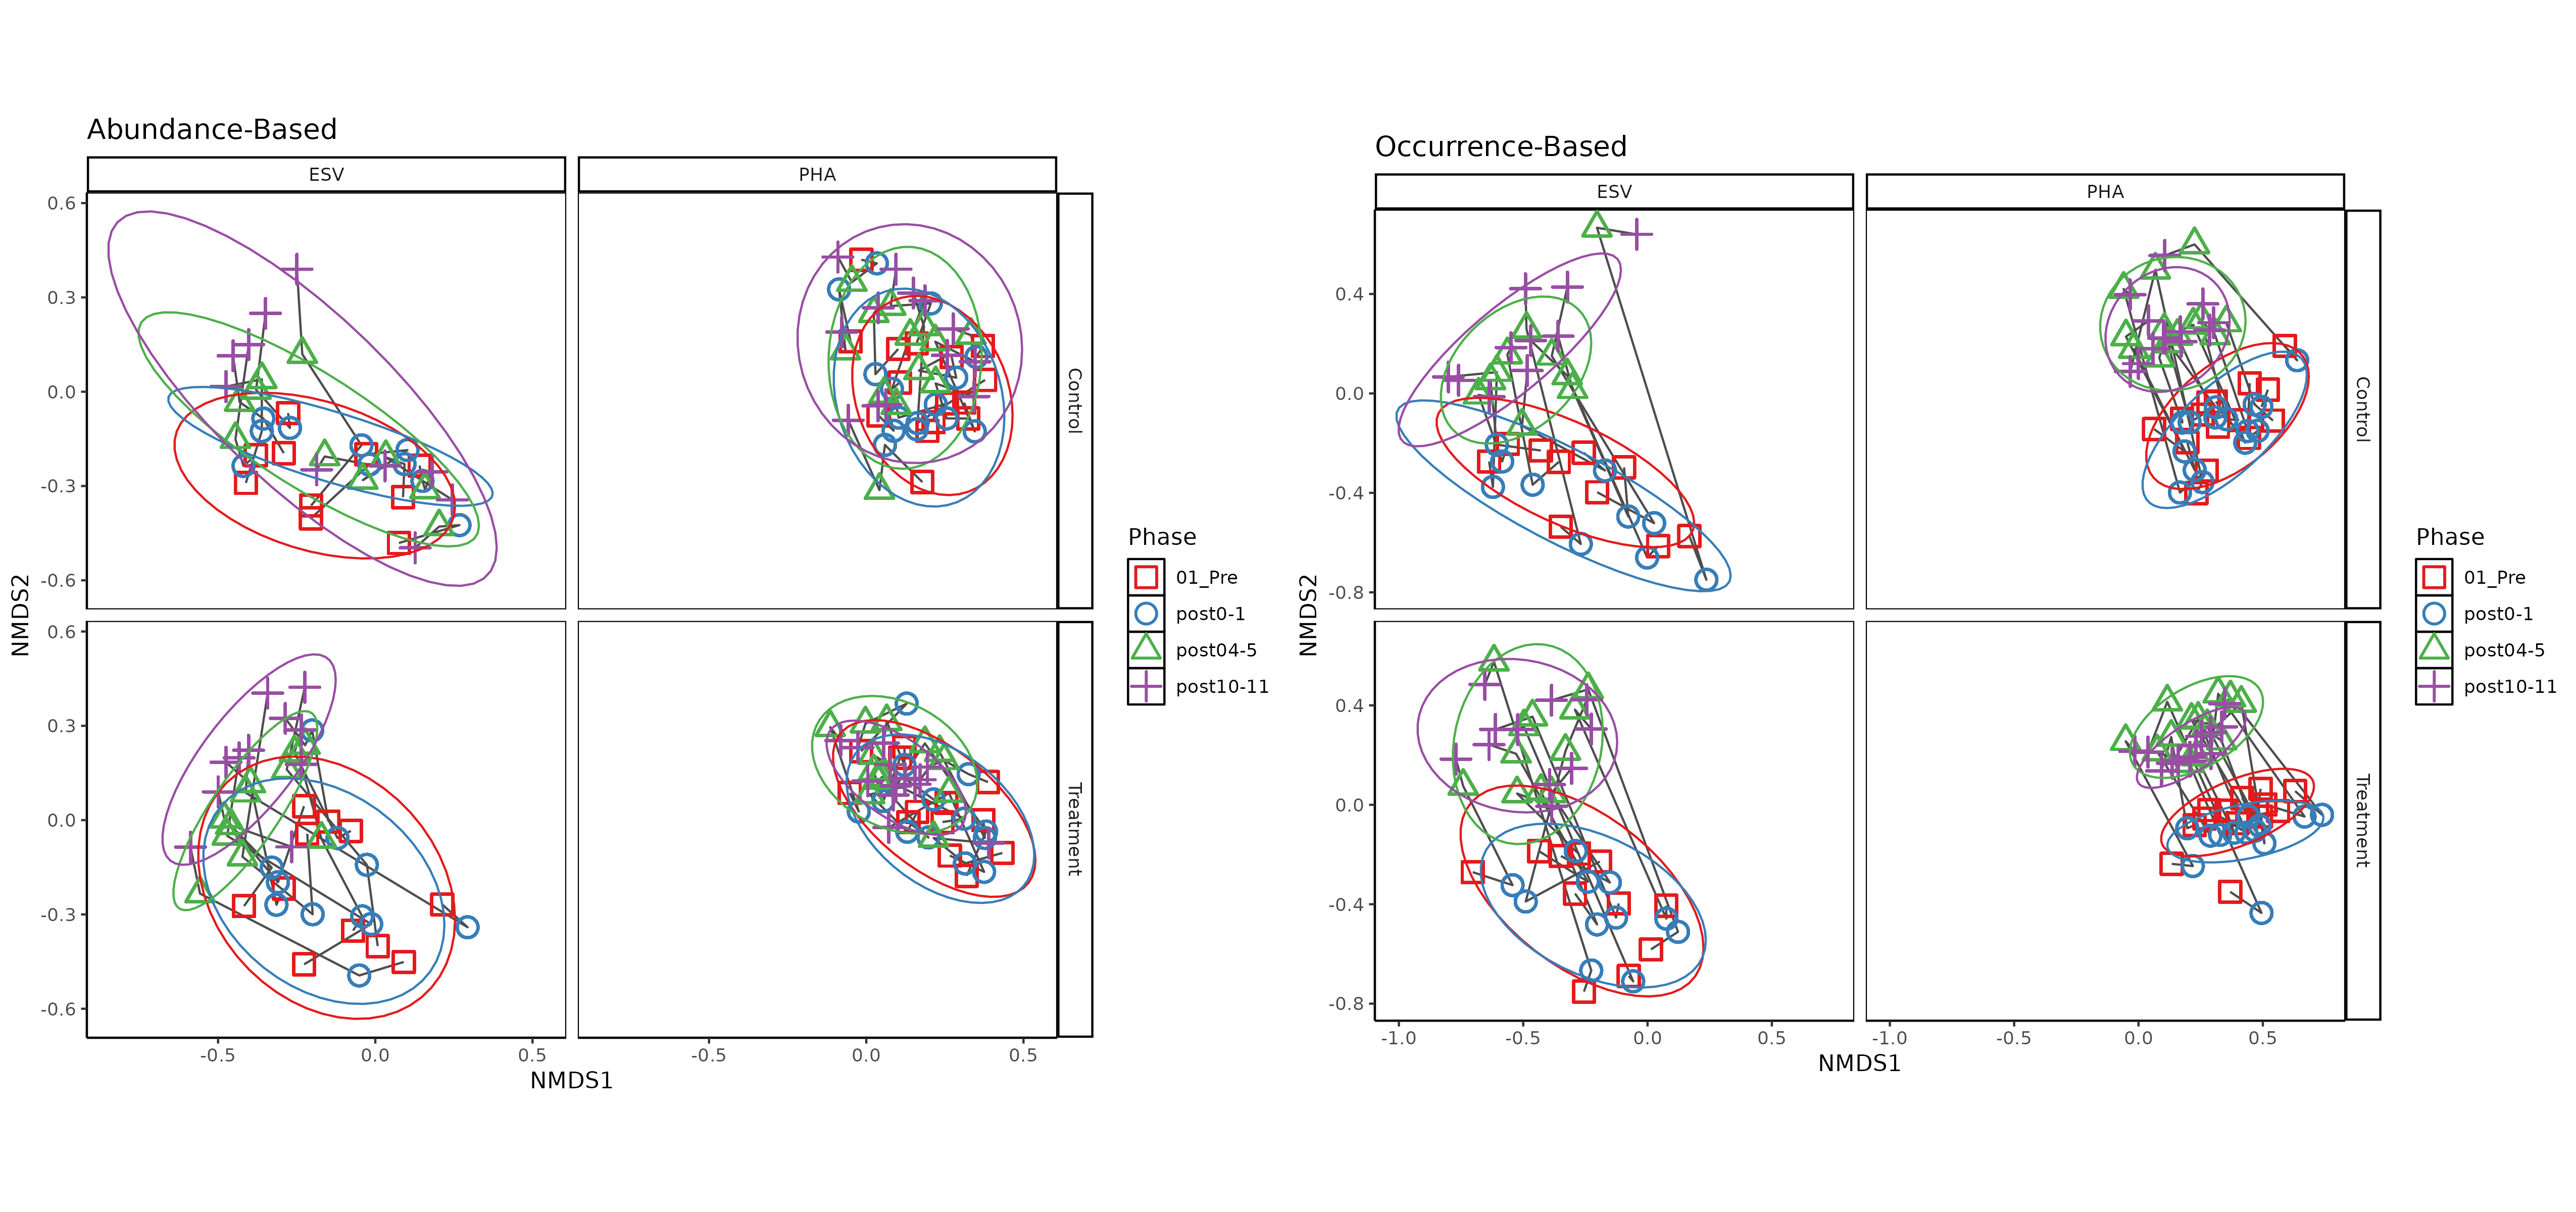 Abundance-Based
ESV
PHA
0.6
0.3
0.0
-0.3
-0.6
Control
0.6
0.3
0.0
-0.3
-0.6
Treatment
NMDS2
-0.5
0.0
0.5
-0.5
0.0
0.5
NMDS1
Phase
01_Pre
post0-1
post04-5
post10-11
Occurrence-Based
ESV
PHA
0.4
0.0
-0.4
-0.8
Control
0.4
0.0
-0.4
-0.8
Treatment
NMDS2
-1.0
-0.5
0.0
0.5
-1.0
-0.5
0.0
0.5
NMDS1
Phase
01_Pre
post0-1
post04-5
post10-11